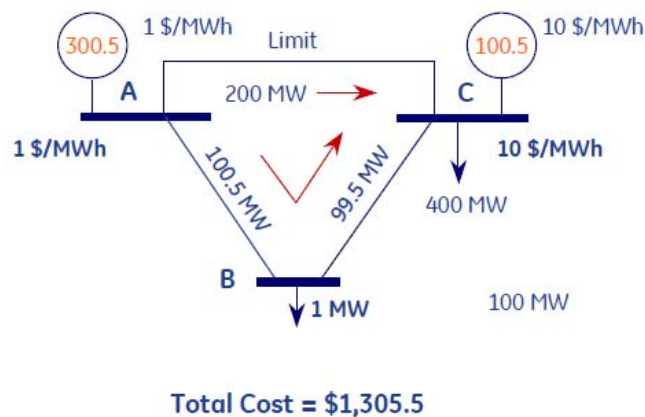 1 $/MWh
300.5
Limit
100.5
10 $/MWh
A
200 MW
C
1 $/MWh
10 $/MWh
100.5 MW
99.5 MW
400 MW
B
1 MW
100 MW
Total Cost = $1,305.5